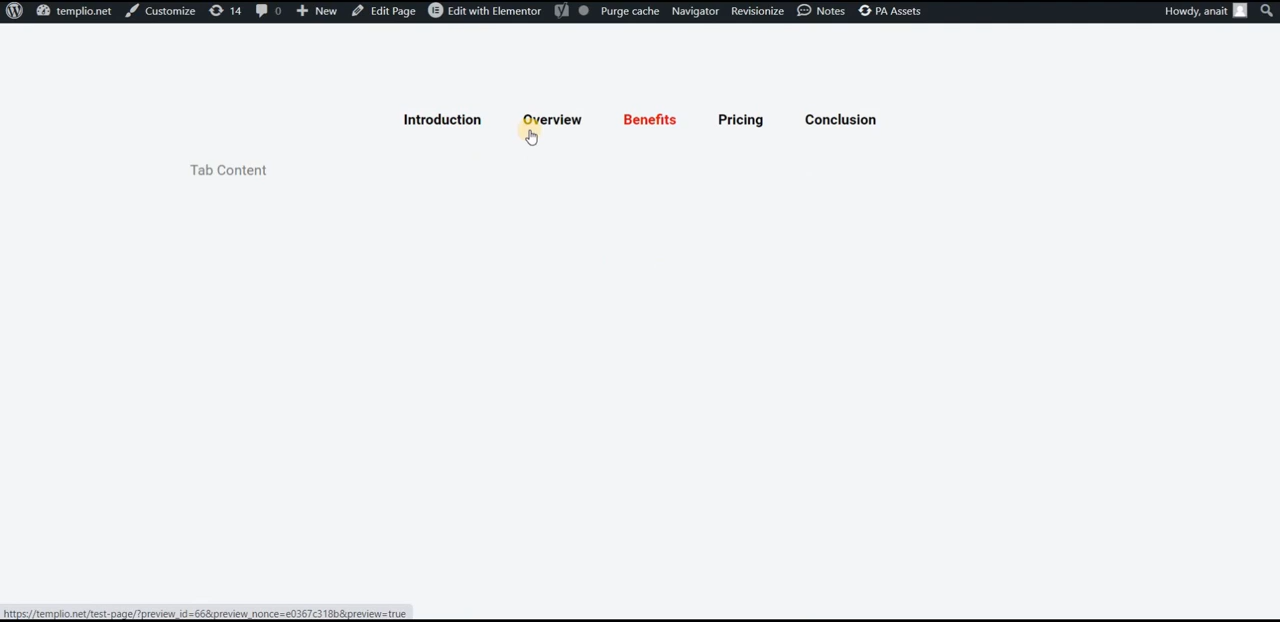 templio.net Customize 14 0 New Edit Page Edit with Elementor Purge cache Navigator Revisionize Notes PA Assets Howdy, anait
Introduction Overview Benefits Pricing Conclusion
Tab Content
https://templio.net/test-page/?preview_id=66&preview_nonce=e0367c318b&preview=true